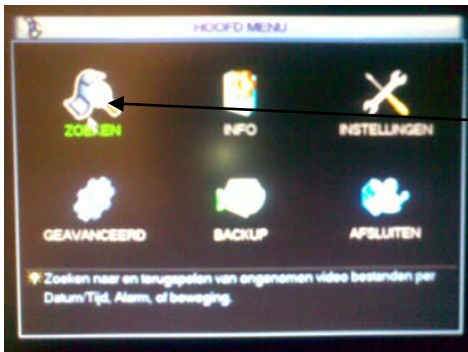 HOOFD MENU
ZOEKEN INFO INSTELLINGEN
GEAVANCEERD BACKUP AFSLUITEN
Zoeken naar en terugspelen van ongenomen video bestanden per
Datum/Tijd, Alarm, of beweging.